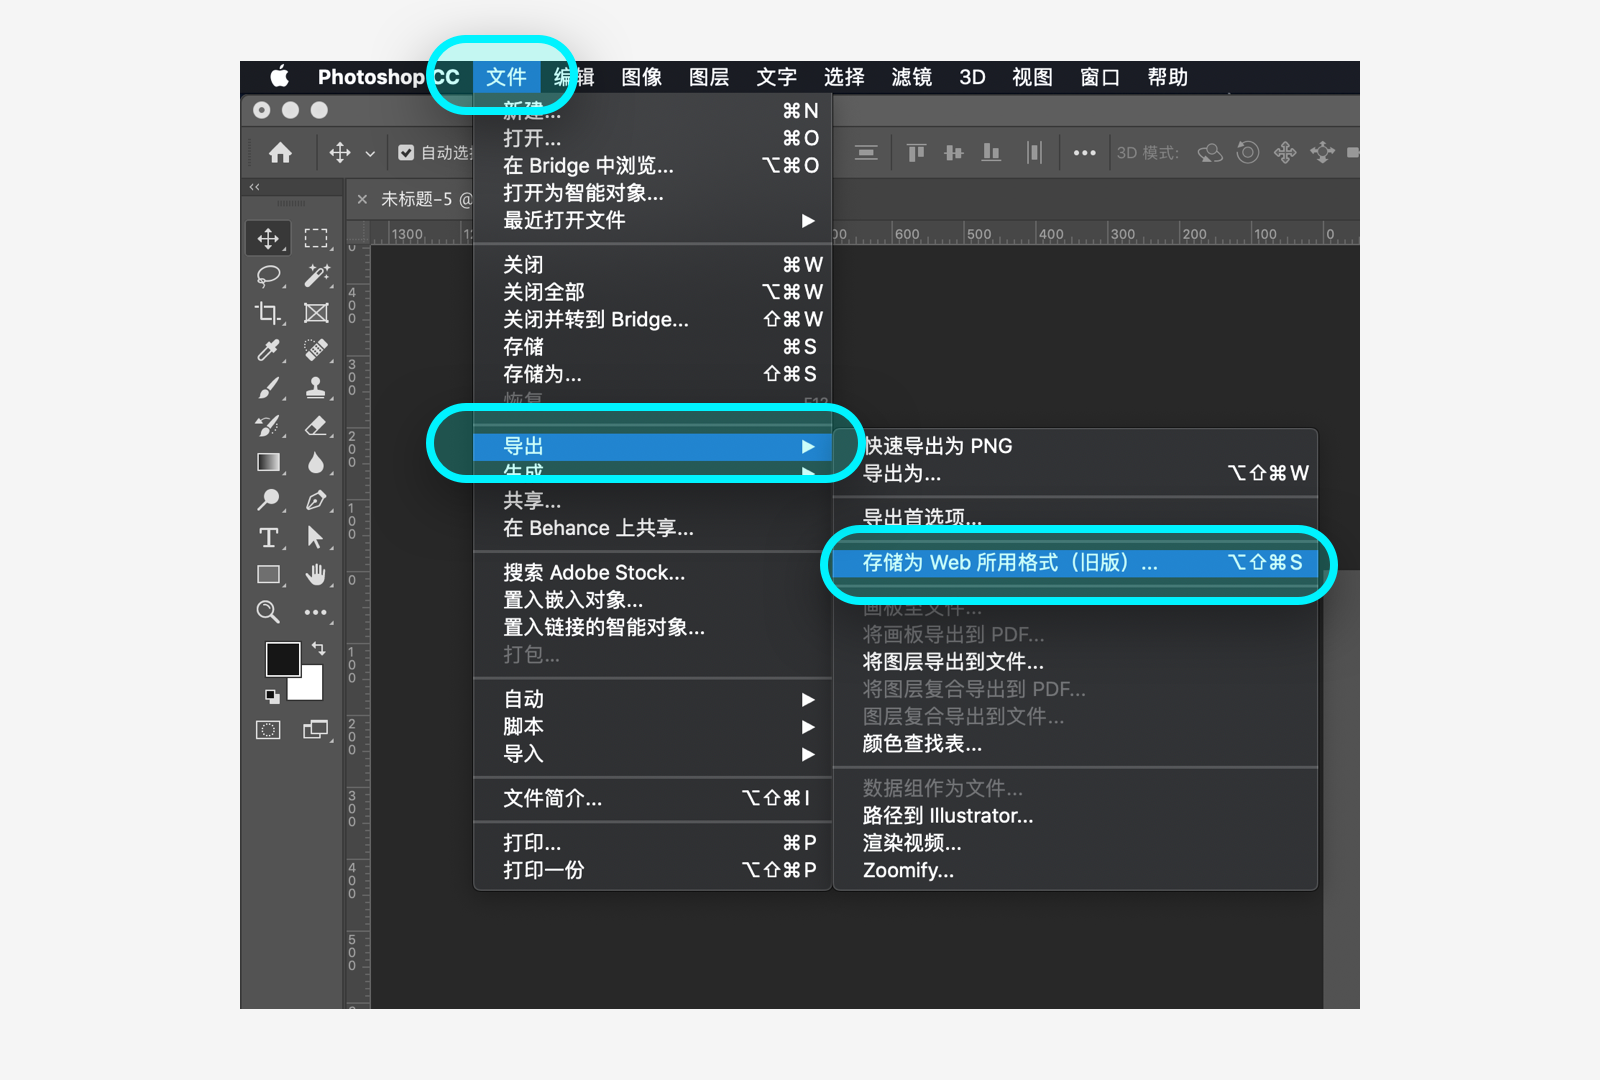 Photoshop CC 文件 编辑 图像 图层 文字 选择 滤镜 3D 视图 窗口 帮助
新建... ⌘N
打开... ⌘O
在 Bridge 中浏览... ⌥⌘O
打开为智能对象...
最近打开文件 ▶
关闭 ⌘W
关闭全部 ⌥⌘W
关闭并转到 Bridge... ⇧⌘W
存储 ⌘S
存储为... ⇧⌘S
恢复 F12
导出 ▶
生成 ▶
共享...
在 Behance 上共享...
搜索 Adobe Stock...
置入嵌入对象...
置入链接的智能对象...
打包...
自动 ▶
脚本 ▶
导入 ▶
文件简介... ⌥⇧⌘I
打印... ⌘P
打印一份 ⌥⇧⌘P
快速导出为 PNG
导出为... ⌥⇧⌘W
导出首选项...
存储为 Web 所用格式（旧版）... ⌥⇧⌘S
画板至文件...
将画板导出到 PDF...
将图层导出到文件...
将图层复合导出到 PDF...
图层复合导出到文件...
颜色查找表...
数据组作为文件...
路径到 Illustrator...
渲染视频...
Zoomify...
自动选
3D 模式:
未标题-5 @
1300 600 500 400 300 200 100 0
400
300
200
100
0
100
200
300
400
500